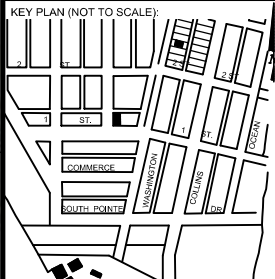 KEY PLAN (NOT TO SCALE):
2 ST.
2 S
2 ST.
1 ST.
1 ST.
OCEAN
COMMERCE
WASHINGTON
COLLINS
SOUTH POINTE DR.